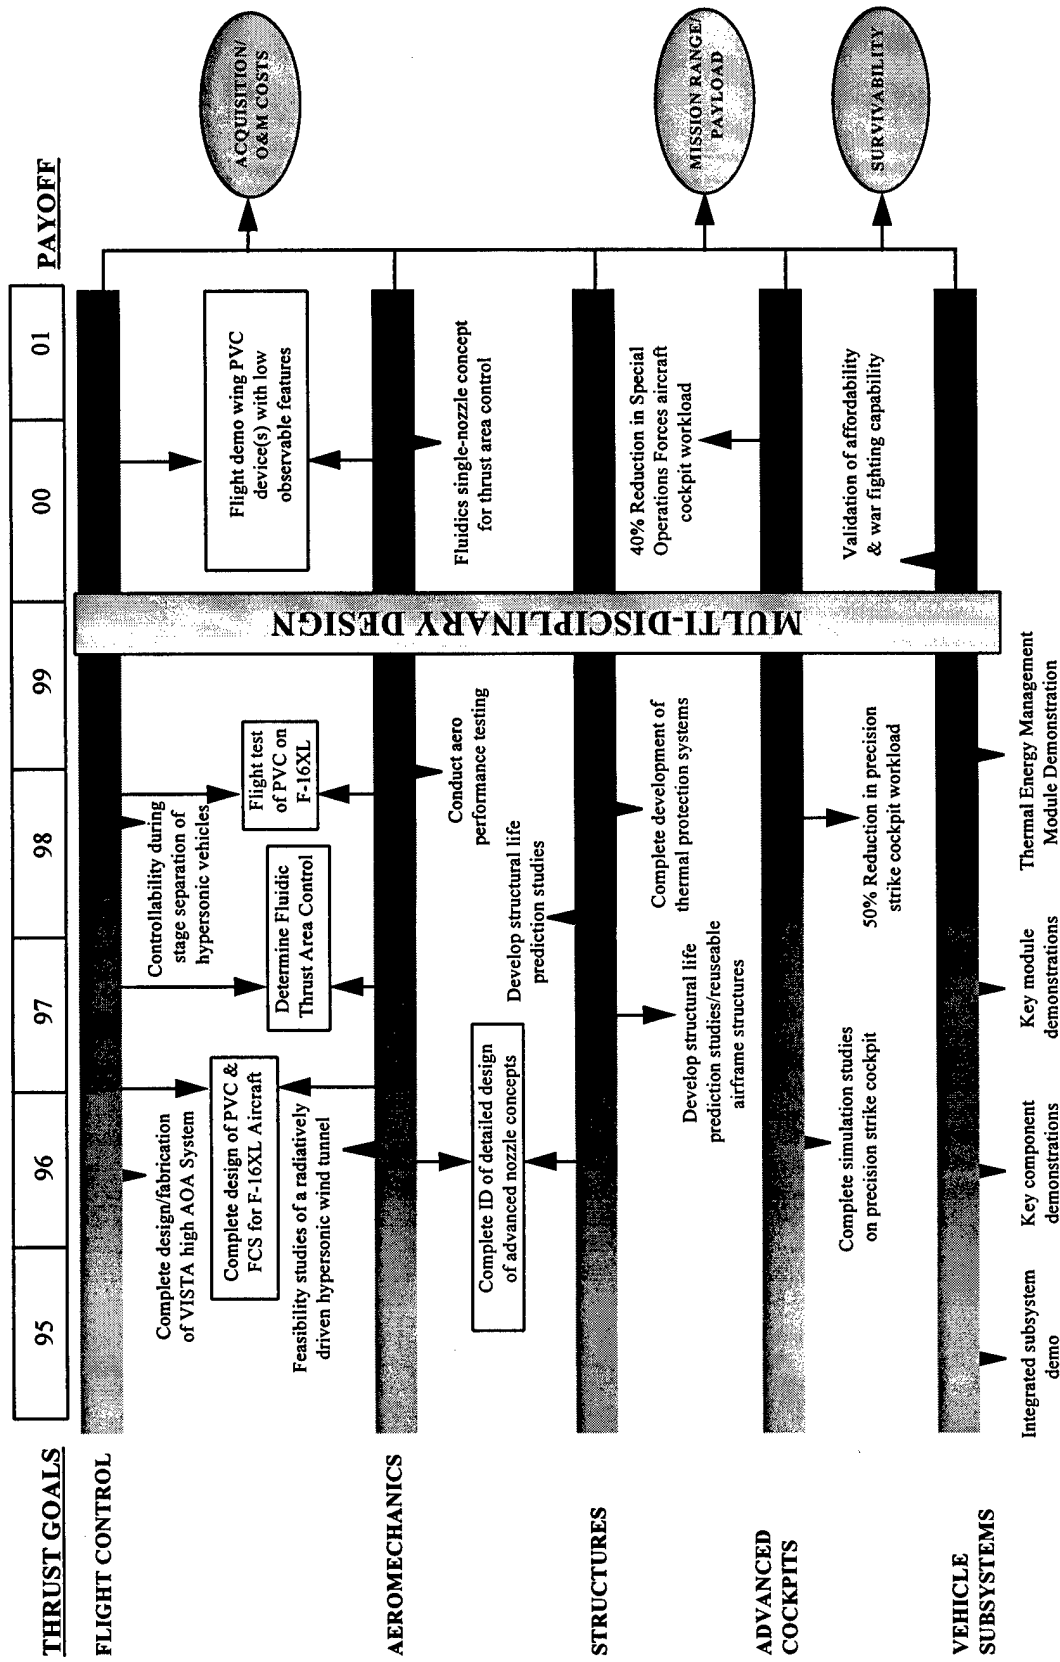 THRUST GOALS
95
96
97
98
99
00
01
PAYOFF
FLIGHT CONTROL
Complete design/fabrication
of VISTA high AOA System
Controllability during
stage separation of
hypersonic vehicles
Complete design of PVC &
FCS for F-16XL Aircraft
Determine Fluidic
Thrust Area Control
Flight test
of PVC on
F-16XL
Flight demo wing PVC
device(s) with low
observable features
ACQUISITION/
O&M COSTS
Feasibility studies of a radiatively
driven hypersonic wind tunnel
AEROMECHANICS
Conduct aero
performance testing
Fluidics single-nozzle concept
for thrust area control
Complete ID of detailed design
of advanced nozzle concepts
Develop structural life
prediction studies
MULTI-DISCIPLINARY DESIGN
STRUCTURES
Develop structural life
prediction studies/reuseable
airframe structures
Complete development of
thermal protection systems
40% Reduction in Special
Operations Forces aircraft
cockpit workload
MISSION RANGE/
PAYLOAD
ADVANCED
COCKPITS
Complete simulation studies
on precision strike cockpit
50% Reduction in precision
strike cockpit workload
Validation of affordability
& war fighting capability
SURVIVABILITY
VEHICLE
SUBSYSTEMS
Integrated subsystem
demo
Key component
demonstrations
Key module
demonstrations
Thermal Energy Management
Module Demonstration